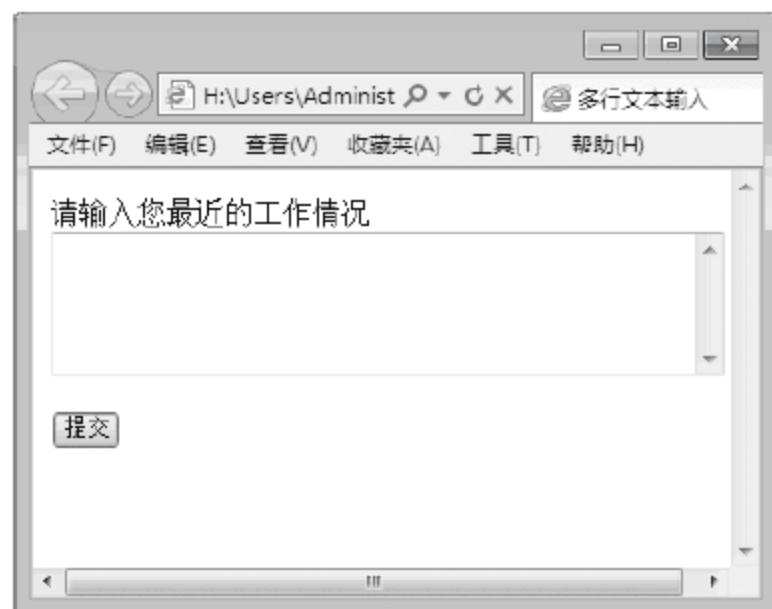 H:\Users\Administ
多行文本输入
文件(F) 编辑(E) 查看(V) 收藏夹(A) 工具(T) 帮助(H)
请输入您最近的工作情况
提交